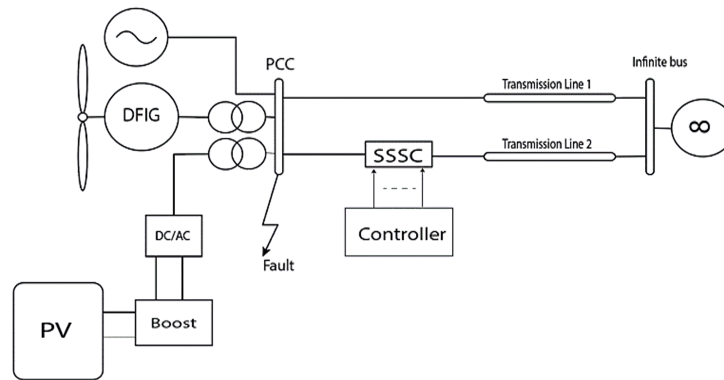 PCC
Infinite bus
Transmission Line 1
DFIG
∞
Transmission Line 2
SSSC
DC/AC
Controller
Fault
PV
Boost